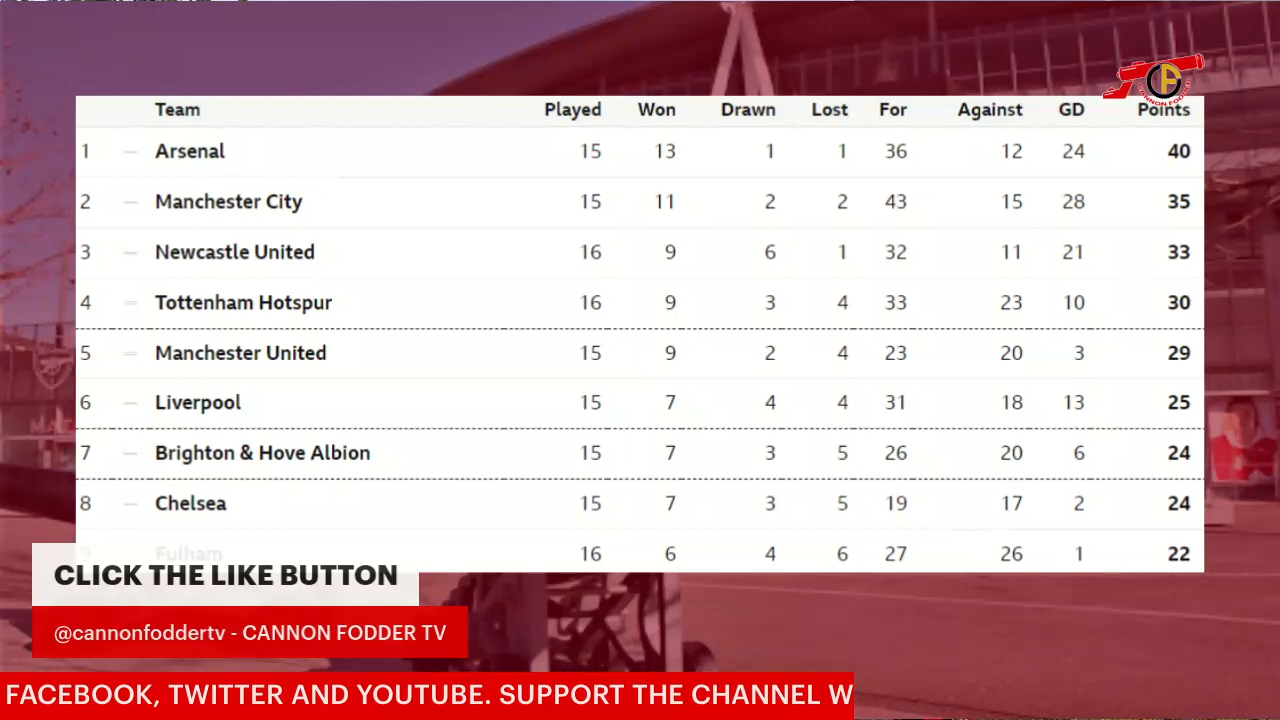 Team Played Won Drawn Lost For Against GD Points
1 Arsenal 15 13 1 1 36 12 24 40
2 Manchester City 15 11 2 2 43 15 28 35
3 Newcastle United 16 9 6 1 32 11 21 33
4 Tottenham Hotspur 16 9 3 4 33 23 10 30
5 Manchester United 15 9 2 4 23 20 3 29
6 Liverpool 15 7 4 4 31 18 13 25
7 Brighton & Hove Albion 15 7 3 5 26 20 6 24
8 Chelsea 15 7 3 5 19 17 2 24
9 Fulham 16 6 4 6 27 26 1 22
CLICK THE LIKE BUTTON
@cannonfoddertv - CANNON FODDER TV
FACEBOOK, TWITTER AND YOUTUBE. SUPPORT THE CHANNEL W